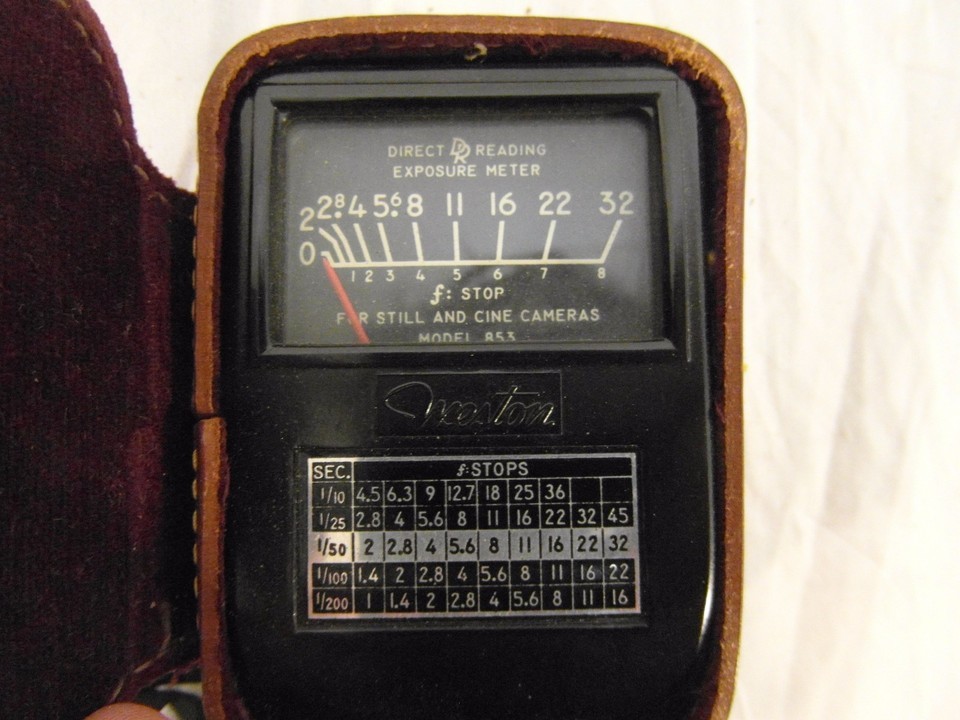 DIRECT DR READING
EXPOSURE METER
2 2.8 4 5.6 8 11 16 22 32
0 1 2 3 4 5 6 7 8
f: STOP
FOR STILL AND CINE CAMERAS
MODEL 853
Weston
SEC. f:STOPS
1/10 4.5 6.3 9 12.7 18 25 36
1/25 2.8 4 5.6 8 11 16 22 32 45
1/50 2 2.8 4 5.6 8 11 16 22 32
1/100 1.4 2 2.8 4 5.6 8 11 16 22
1/200 1 1.4 2 2.8 4 5.6 8 11 16